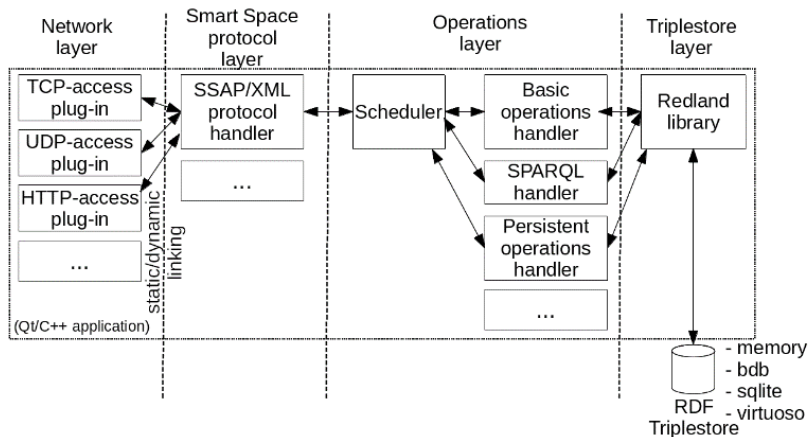 Network
layer
Smart Space
protocol
layer
Operations
layer
Triplestore
layer
TCP-access
plug-in
UDP-access
plug-in
HTTP-access
plug-in
...
(Qt/C++ application)
static/dynamic
linking
SSAP/XML
protocol
handler
...
Scheduler
Basic
operations
handler
SPARQL
handler
Persistent
operations
handler
...
Redland
library
RDF
Triplestore
- memory
- bdb
- sqlite
- virtuoso